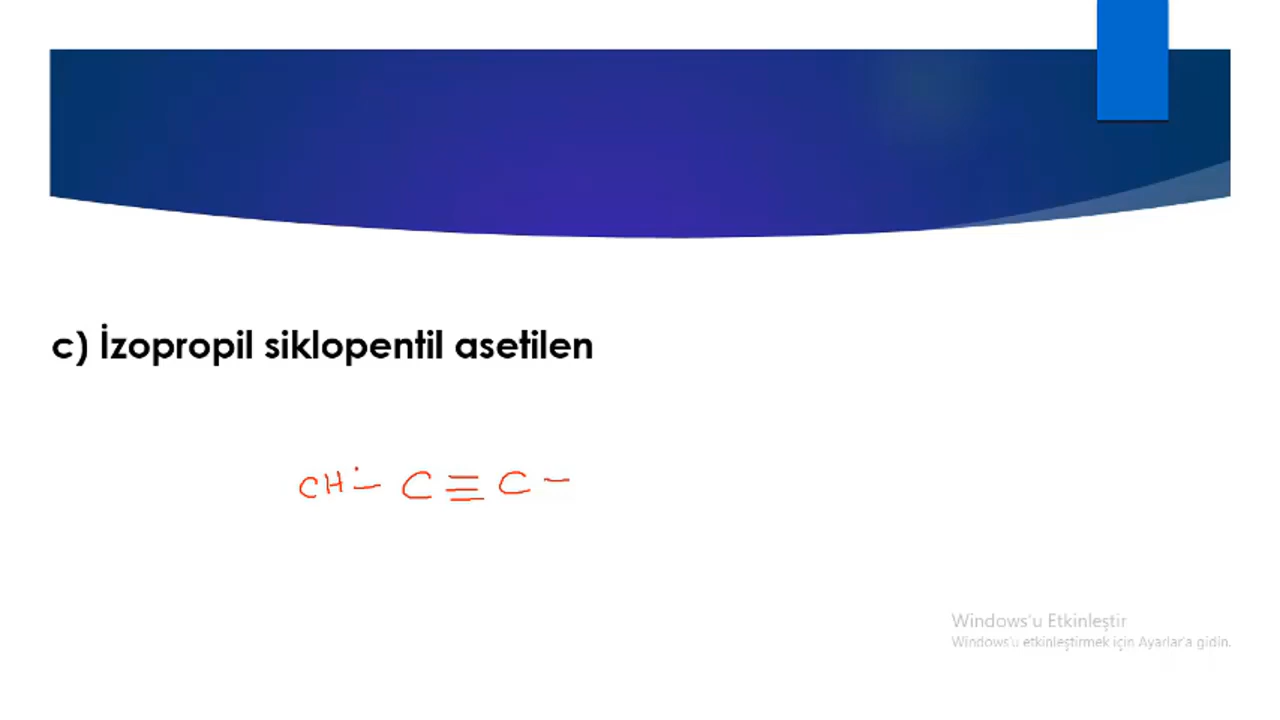 c) İzopropil siklopentil asetilen
CH – C ≡ C –
Windows'u Etkinleştir
Windows'u etkinleştirmek için Ayarlar'a gidin.